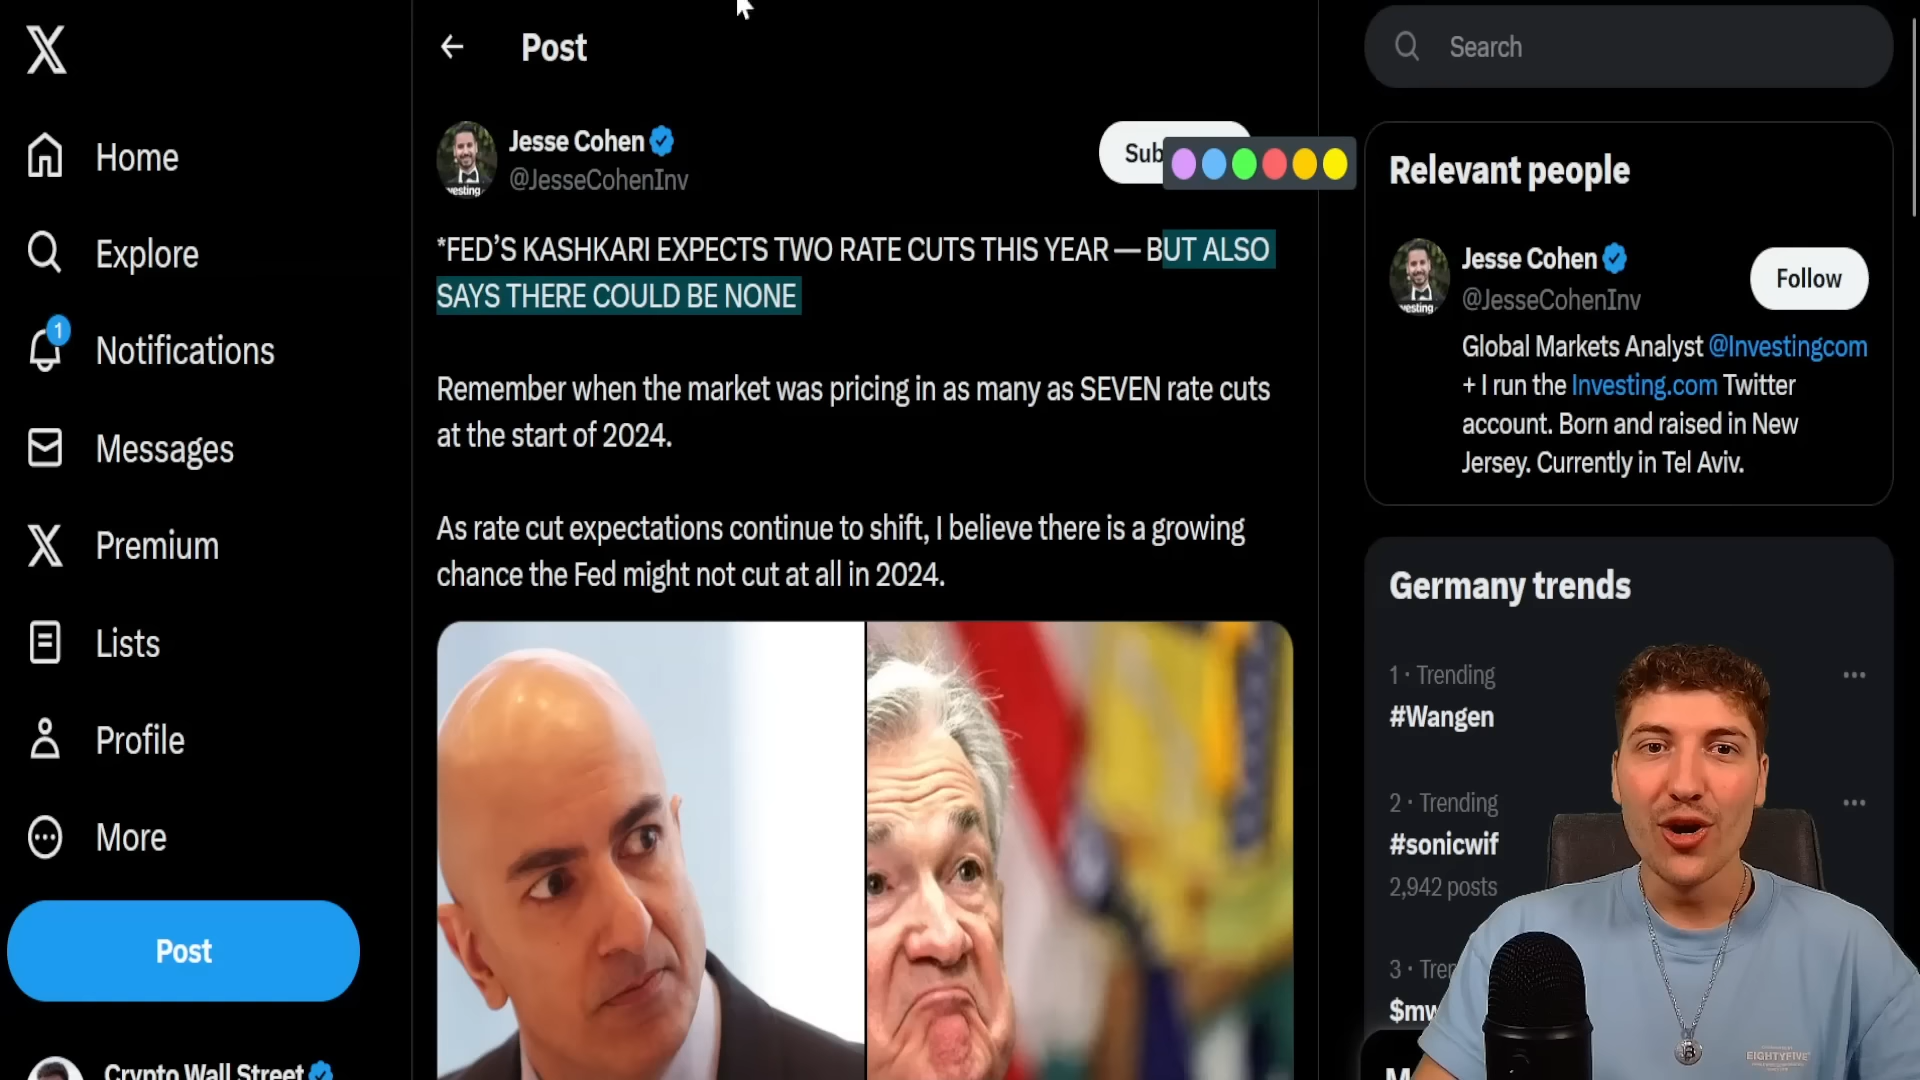 Home
Explore
1
Notifications
Messages
Premium
Lists
Profile
More
Post
Crypto Wall Street
Post
Jesse Cohen
@JesseCohenInv
*FED’S KASHKARI EXPECTS TWO RATE CUTS THIS YEAR — BUT ALSO
SAYS THERE COULD BE NONE
Remember when the market was pricing in as many as SEVEN rate cuts
at the start of 2024.
As rate cut expectations continue to shift, I believe there is a growing
chance the Fed might not cut at all in 2024.
Search
Relevant people
Jesse Cohen
@JesseCohenInv
Follow
Global Markets Analyst @Investingcom
+ I run the Investing.com Twitter
account. Born and raised in New
Jersey. Currently in Tel Aviv.
Germany trends
1 · Trending
#Wangen
2 · Trending
#sonicwif
2,942 posts
3 ·
EIGHTYFIVE